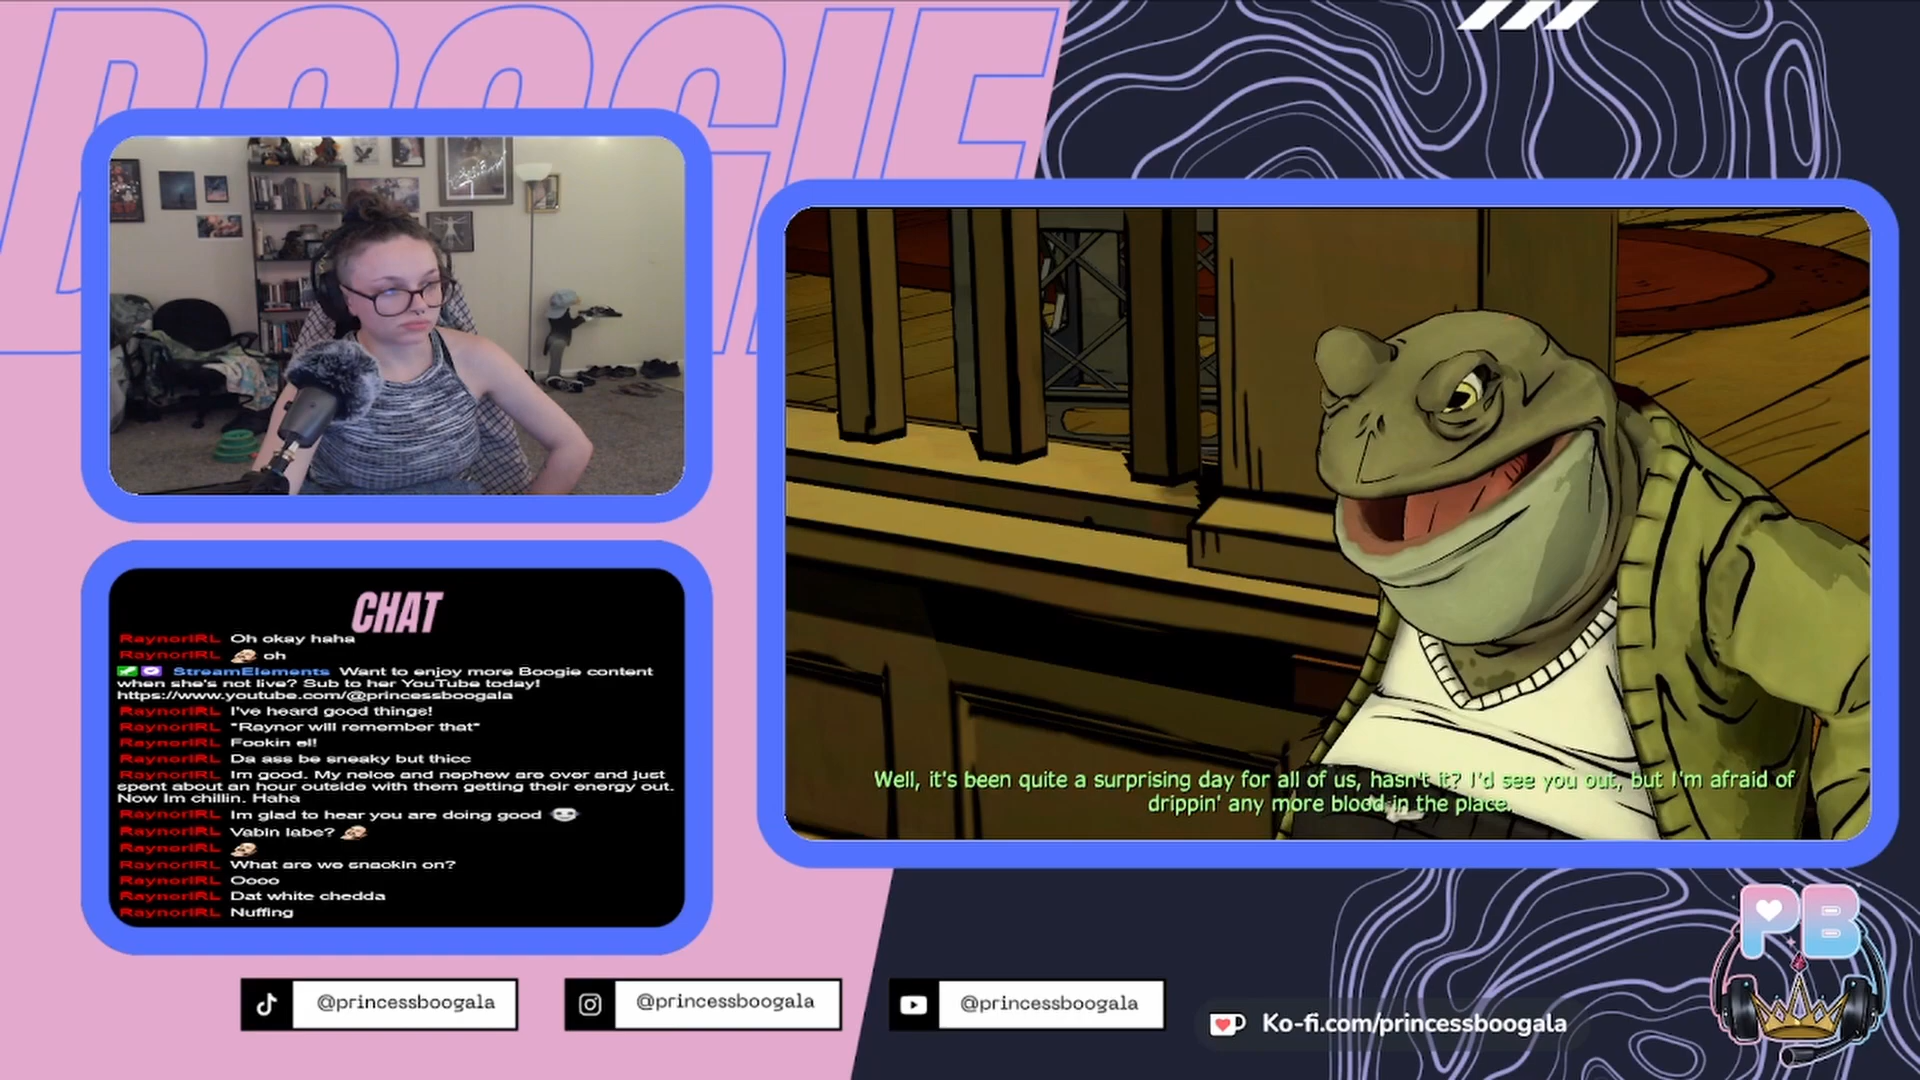 BOOGIE
CHAT
RaynorIRL Oh okay haha
RaynorIRL oh
StreamElements Want to enjoy more Boogie content
when she's not live? Sub to her YouTube today!
https://www.youtube.com/@princessboogala
RaynorIRL I've heard good things!
RaynorIRL "Raynor will remember that"
RaynorIRL Fookin el!
RaynorIRL Da ass be sneaky but thicc
RaynorIRL Im good. My neice and nephew are over and just
spent about an hour outside with them getting their energy out.
Now Im chillin. Haha
RaynorIRL Im glad to hear you are doing good
RaynorIRL Vabin labe?
RaynorIRL
RaynorIRL What are we snackin on?
RaynorIRL Oooo
RaynorIRL Dat white chedda
RaynorIRL Nuffing
Well, it's been quite a surprising day for all of us, hasn't it? I'd see you out, but I'm afraid of
drippin' any more blood in the place.
@princessboogala
@princessboogala
@princessboogala
Ko-fi.com/princessboogala
PB